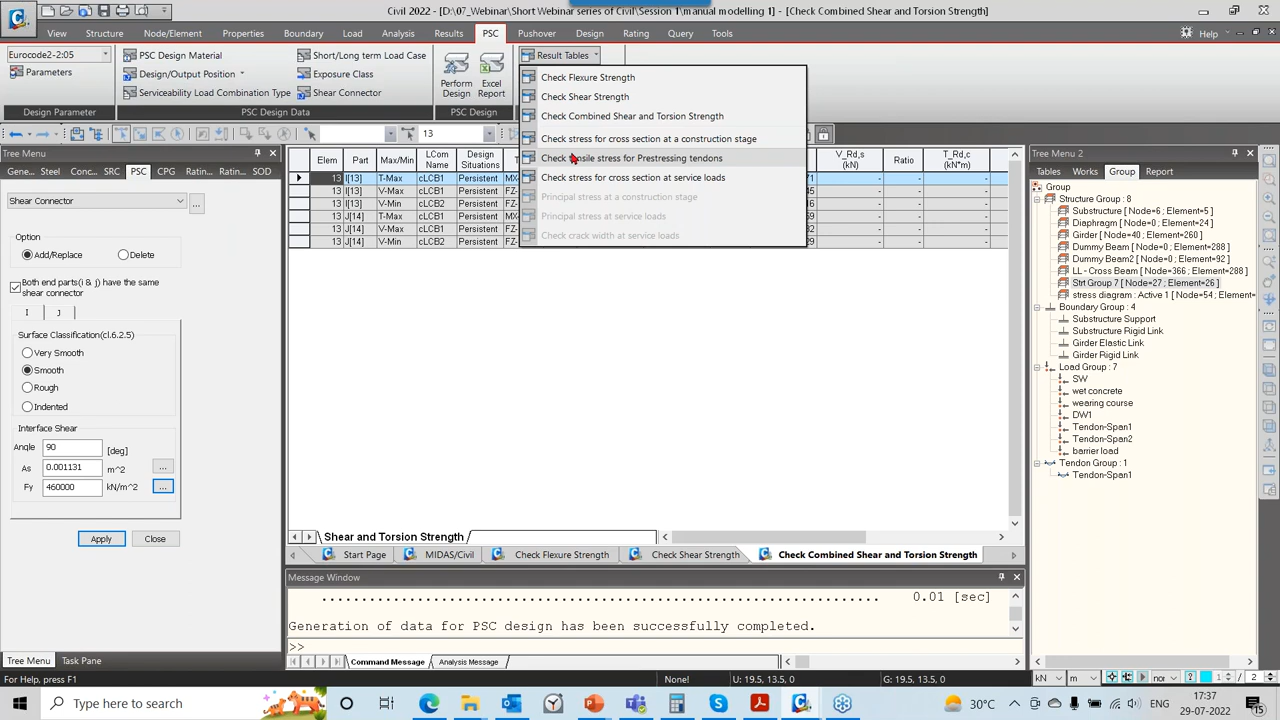 Civil 2022 - [D:\07_Webinar\Short Webinar series of Civil\Session 1\manual modelling 1] - [Check Combined Shear and Torsion Strength]
View Structure Node/Element Properties Boundary Load Analysis Results PSC Pushover Design Rating Query Tools Help
Eurocode2-2:05
Parameters
Design Parameter
PSC Design Material
Design/Output Position
Serviceability Load Combination Type
Short/Long term Load Case
Exposure Class
Shear Connector
PSC Design Data
Perform Design
Excel Report
PSC Design
Result Tables
Check Flexure Strength
Check Shear Strength
Check Combined Shear and Torsion Strength
Check stress for cross section at a construction stage
Check stress for Prestressing tendons
Check stress for cross section at service loads
Principal stress at a construction stage
Principal stress at service loads
Check crack width at service loads
13
Tree Menu
Gene.. Steel Conc... SRC PSC CPG Ratin... Ratin... SOD
Shear Connector
...
Option
Add/Replace Delete
Both end parts(i & j) have the same
shear connector
I J
Surface Classification(cl.6.2.5)
Very Smooth
Smooth
Rough
Indented
Interface Shear
Angle 90 [deg]
As 0.001131 m^2 ...
Fy 460000 kN/m^2 ...
Apply Close
Tree Menu Task Pane
Elem Part Max/Min LCom Name Design Situations V_Rd,s (kN) Ratio T_Rd,c (kN*m)
13 I[13] T-Max cLCB1 Persistent - - -
13 I[13] V-Max cLCB1 Persistent - - -
13 I[13] V-Min cLCB2 Persistent - - -
13 J[14] T-Max cLCB1 Persistent - - -
13 J[14] V-Max cLCB1 Persistent - - -
13 J[14] V-Min cLCB2 Persistent - - -
Shear and Torsion Strength
Start Page MIDAS/Civil Check Flexure Strength Check Shear Strength Check Combined Shear and Torsion Strength
Message Window
................................................................ 0.01 [sec]
Generation of data for PSC design has been successfully completed.
>>
Command Message Analysis Message
Tree Menu 2
Tables Works Group Report
Group
Structure Group : 8
Substructure [ Node=6 ; Element=5 ]
Diaphragm [ Node=0 ; Element=24 ]
Girder [ Node=40 ; Element=260 ]
Dummy Beam [ Node=0 ; Element=288 ]
Dummy Beam2 [ Node=0 ; Element=92 ]
LL - Cross Beam [ Node=366 ; Element=288 ]
Strt Group 7 [ Node=27 ; Element=26 ]
stress diagram : Active 1 [ Node=54 ; Element=
Boundary Group : 4
Substructure Support
Substructure Rigid Link
Girder Elastic Link
Girder Rigid Link
Load Group : 7
SW
wet concrete
wearing course
DW1
Tendon-Span1
Tendon-Span2
barrier load
Tendon Group : 1
Tendon-Span1
For Help, press F1
None! U: 19.5, 13.5, 0 G: 19.5, 13.5, 0 kN m nor 1 / 2
Type here to search
30°C
ENG
17:37
29-07-2022
15